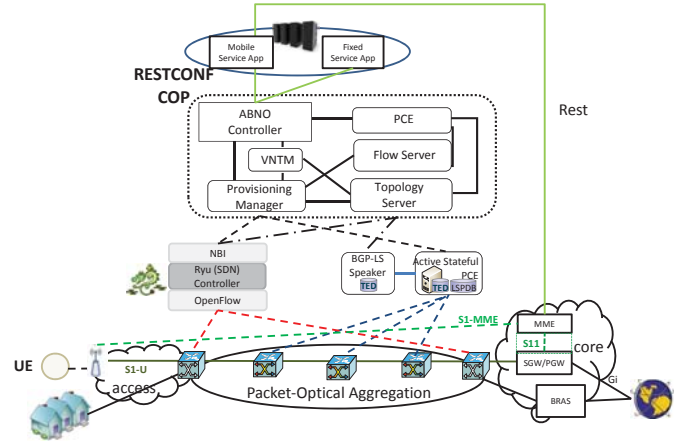 Mobile
Service App
Fixed
Service App
RESTCONF
COP
Rest
ABNO
Controller
PCE
VNTM
Flow Server
Provisioning
Manager
Topology
Server
NBI
Ryu (SDN)
Controller
OpenFlow
BGP-LS
Speaker
TED
Active Stateful
PCE
TED
LSPDB
S1-MME
MME
S11
core
SGW/PGW
UE
S1-U
access
Packet-Optical Aggregation
Gi
BRAS